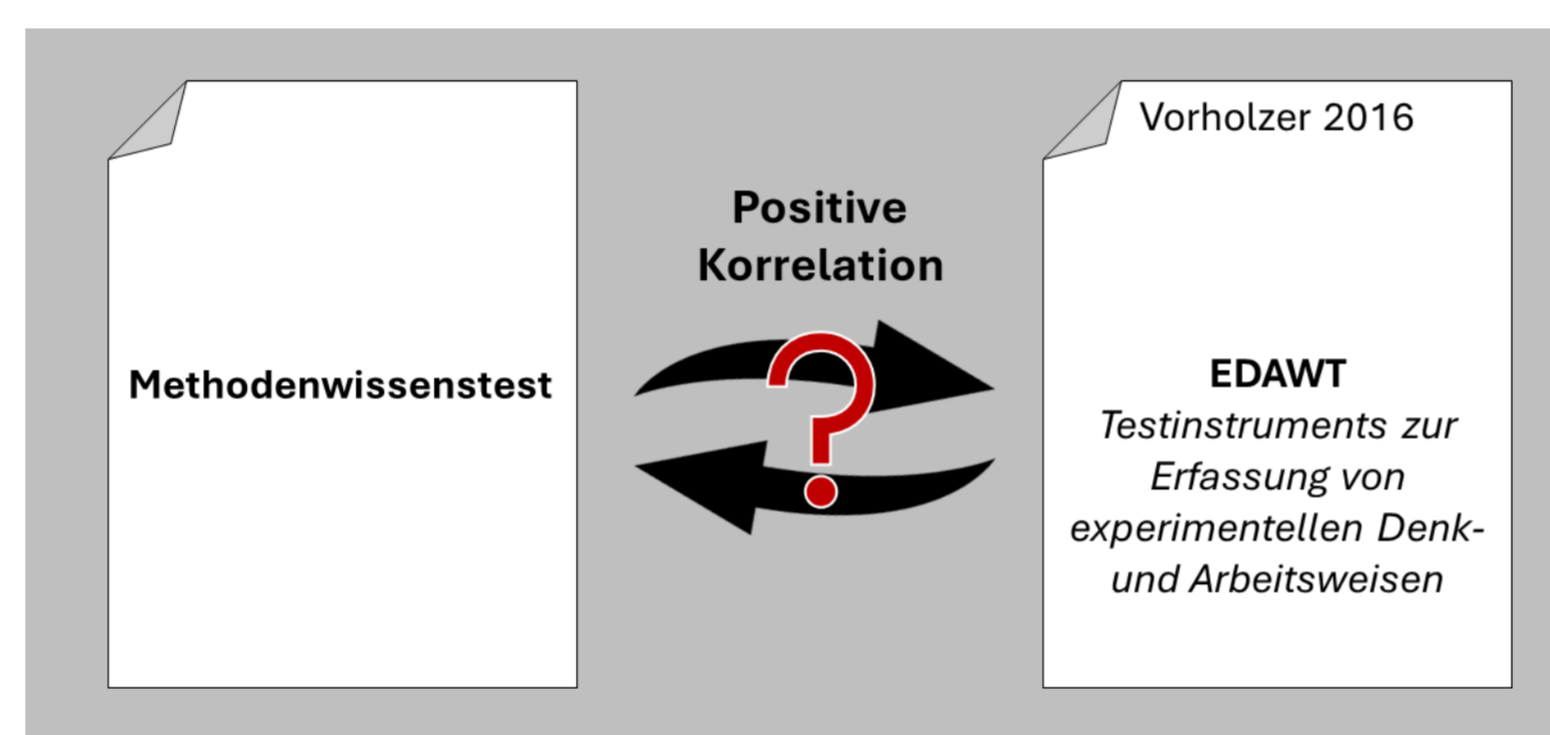 Methodenwissenstest
Positive
Korrelation
?
Vorholzer 2016
EDAWT
Testinstruments zur
Erfassung von
experimentellen Denk-
und Arbeitsweisen